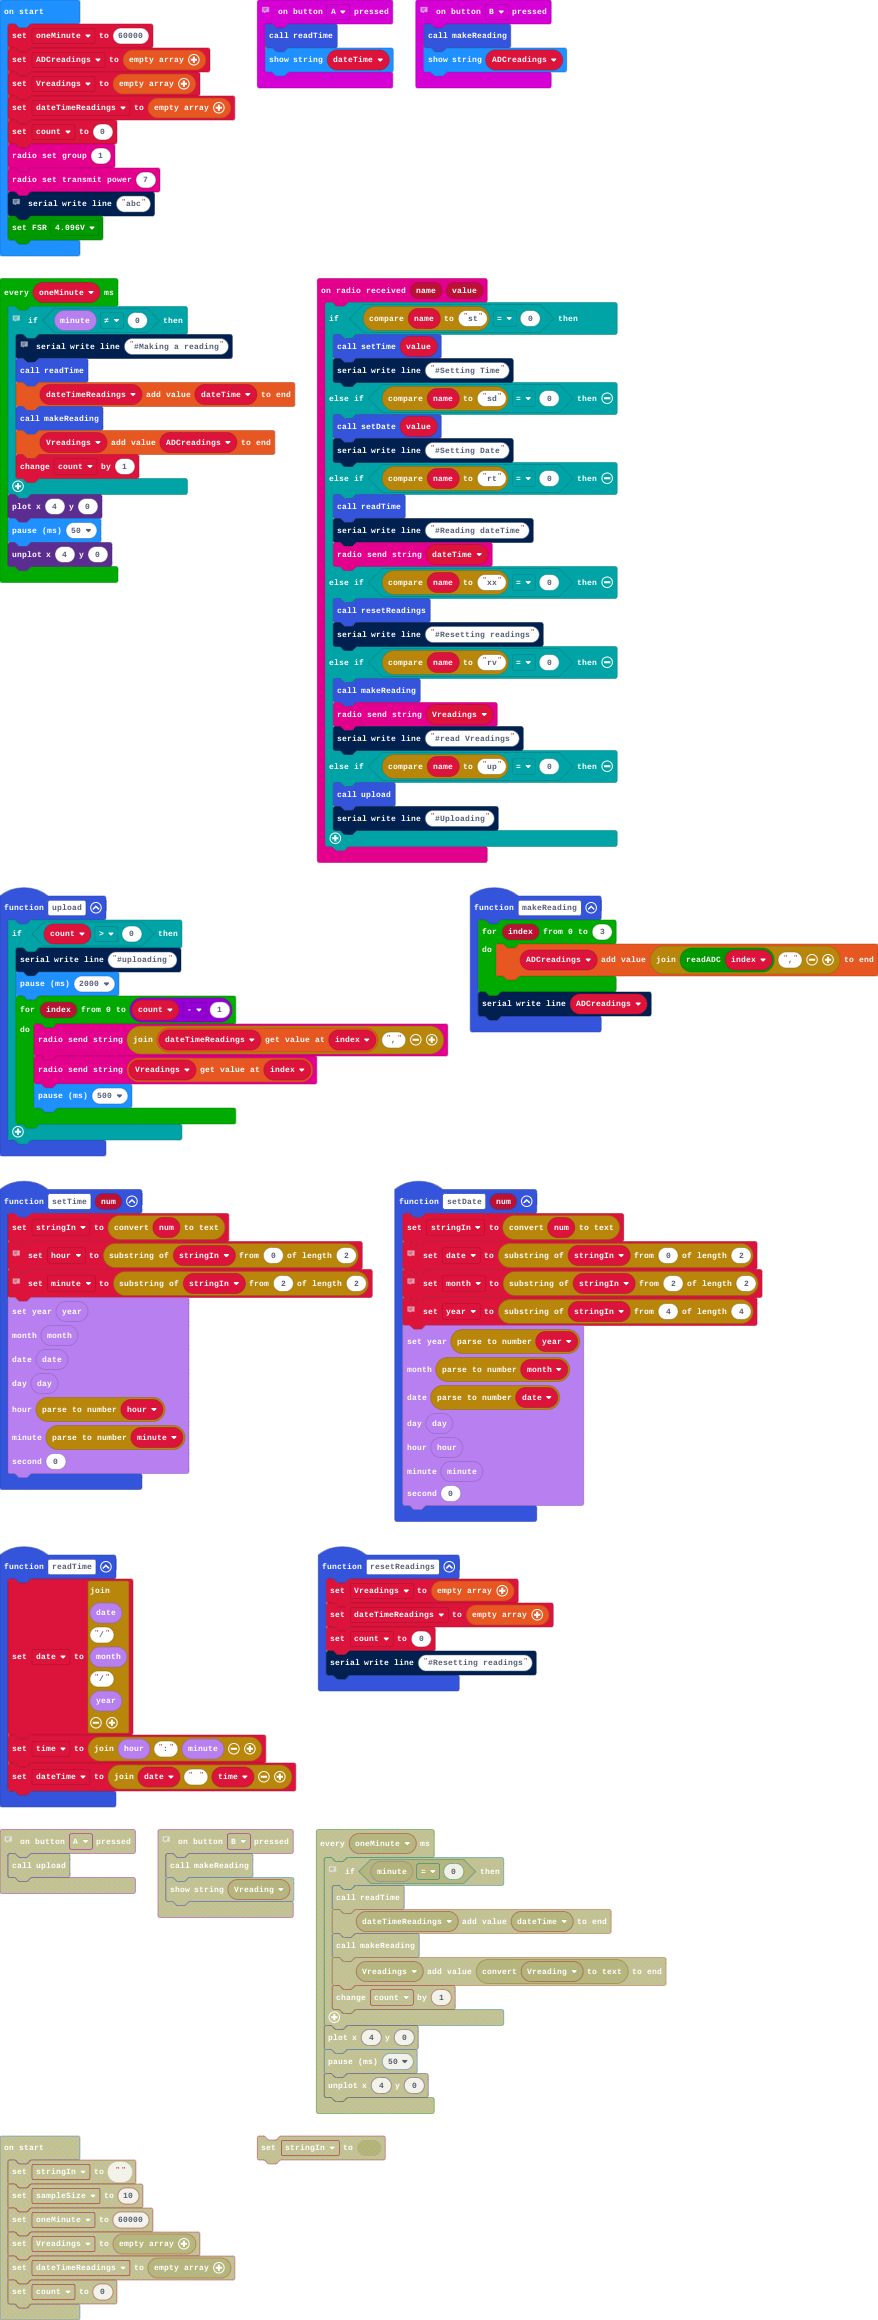 on start
set oneMinute to 60000
set ADCreadings to empty array
set Vreadings to empty array
set dateTimeReadings to empty array
set count to 0
radio set group 1
radio set transmit power 7
serial write line "abc"
set FSR 4.096V
on button A pressed
call readTime
show string dateTime
on button B pressed
call makeReading
show string ADCreadings
every oneMinute ms
if minute ≠ 0 then
serial write line "#Making a reading"
call readTime
dateTimeReadings add value dateTime to end
call makeReading
Vreadings add value ADCreadings to end
change count by 1
plot x 4 y 0
pause (ms) 50
unplot x 4 y 0
on radio received name value
if compare name to "st" = 0 then
call setTime value
serial write line "#Setting Time"
else if compare name to "sd" = 0 then
call setDate value
serial write line "#Setting Date"
else if compare name to "rt" = 0 then
call readTime
serial write line "#Reading dateTime"
radio send string dateTime
else if compare name to "xx" = 0 then
call resetReadings
serial write line "#Resetting readings"
else if compare name to "rv" = 0 then
call makeReading
radio send string Vreadings
serial write line "#read Vreadings"
else if compare name to "up" = 0 then
call upload
serial write line "#Uploading"
function upload
if count > 0 then
serial write line "#uploading"
pause (ms) 2000
for index from 0 to count - 1
do
radio send string join dateTimeReadings get value at index ","
radio send string Vreadings get value at index
pause (ms) 500
function makeReading
for index from 0 to 3
do
ADCreadings add value join readADC index "," to end
serial write line ADCreadings
function setTime num
set stringIn to convert num to text
set hour to substring of stringIn from 0 of length 2
set minute to substring of stringIn from 2 of length 2
set year year
month month
date date
day day
hour parse to number hour
minute parse to number minute
second 0
function setDate num
set stringIn to convert num to text
set date to substring of stringIn from 0 of length 2
set month to substring of stringIn from 2 of length 2
set year to substring of stringIn from 4 of length 4
set year parse to number year
month parse to number month
date parse to number date
day day
hour hour
minute minute
second 0
function readTime
set date to join
date
"/"
month
"/"
year
set time to join hour ":" minute
set dateTime to join date " " time
function resetReadings
set Vreadings to empty array
set dateTimeReadings to empty array
set count to 0
serial write line "#Resetting readings"
on button A pressed
call upload
on button B pressed
call makeReading
show string Vreading
every oneMinute ms
if minute = 0 then
call readTime
dateTimeReadings add value dateTime to end
call makeReading
Vreadings add value convert Vreading to text to end
change count by 1
plot x 4 y 0
pause (ms) 50
unplot x 4 y 0
on start
set stringIn to ""
set sampleSize to 10
set oneMinute to 60000
set Vreadings to empty array
set dateTimeReadings to empty array
set count to 0
set stringIn to